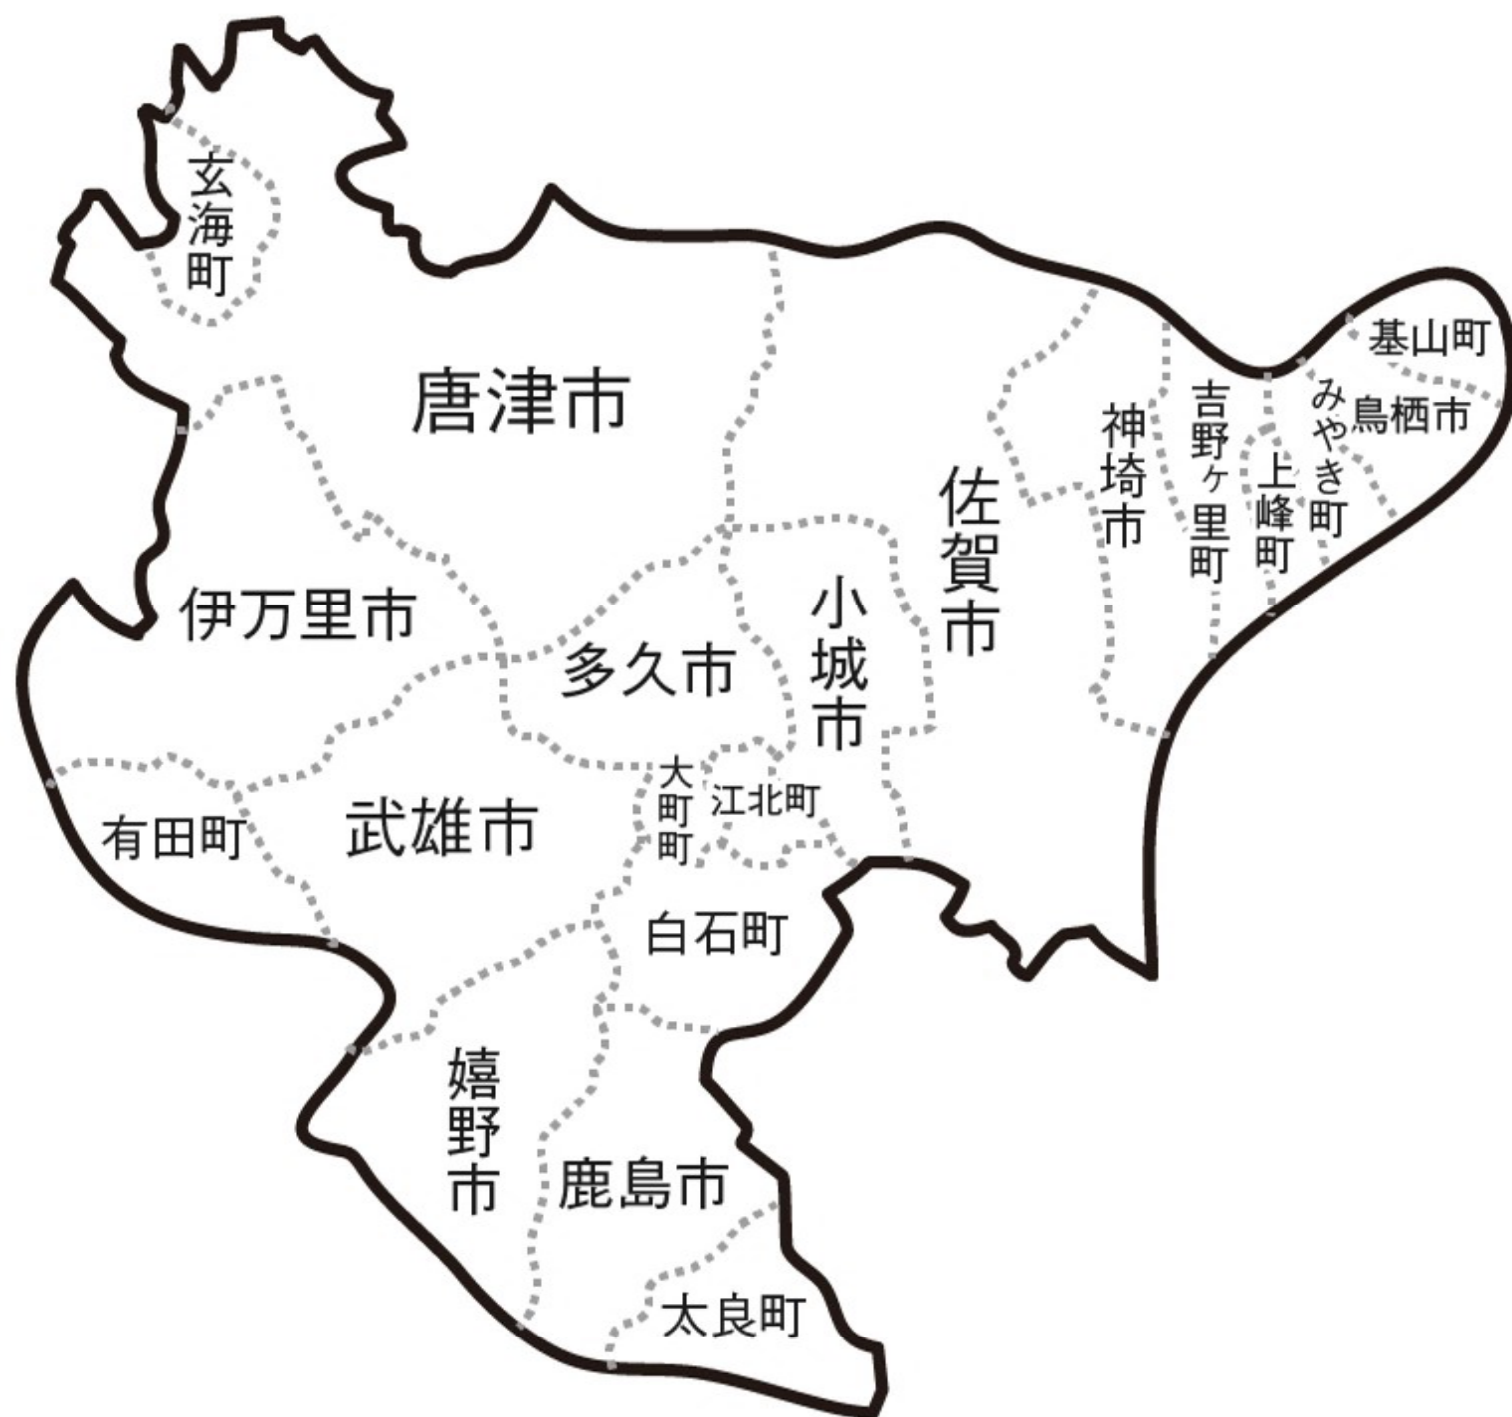 玄海町
唐津市
基山町
鳥栖市
みやき町
吉野ヶ里町
上峰町
神埼市
佐賀市
小城市
伊万里市
多久市
大町町
江北町
有田町
武雄市
白石町
嬉野市
鹿島市
太良町